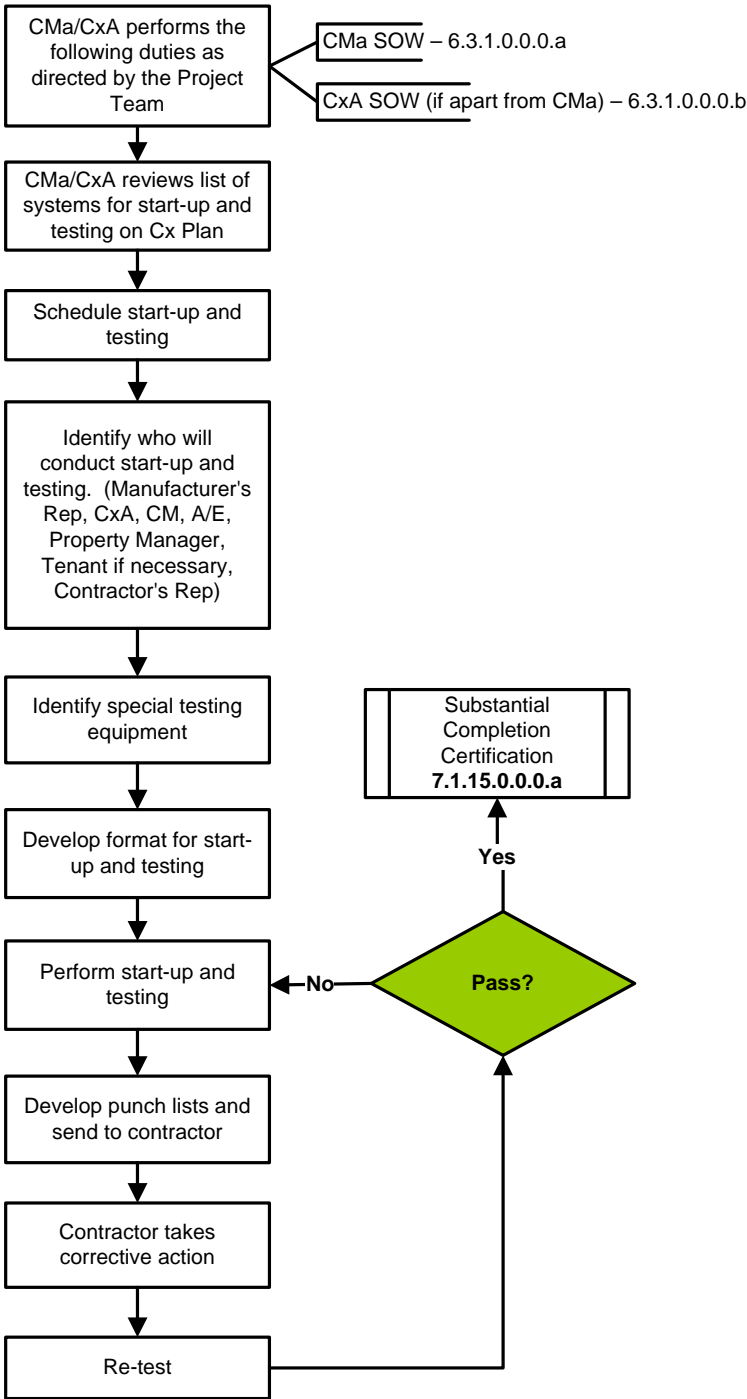 CMa/CxA performs the
following duties as
directed by the Project
Team
CMa SOW – 6.3.1.0.0.0.a
CxA SOW (if apart from CMa) – 6.3.1.0.0.0.b
CMa/CxA reviews list of
systems for start-up and
testing on Cx Plan
Schedule start-up and
testing
Identify who will
conduct start-up and
testing. (Manufacturer's
Rep, CxA, CM, A/E,
Property Manager,
Tenant if necessary,
Contractor's Rep)
Identify special testing
equipment
Develop format for start-
up and testing
Perform start-up and
testing
Develop punch lists and
send to contractor
Contractor takes
corrective action
Re-test
Pass?
No
Yes
Substantial
Completion
Certification
7.1.15.0.0.0.a